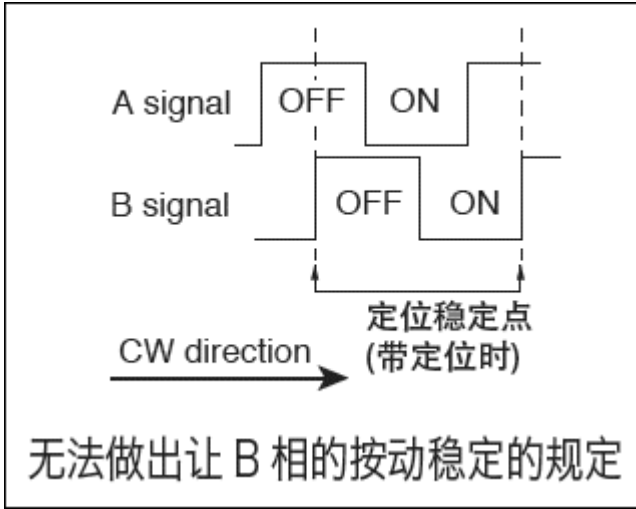 A signal OFF ON
B signal OFF ON
定位稳定点
(带定位时)
CW direction
无法做出让 B 相的按动稳定的规定